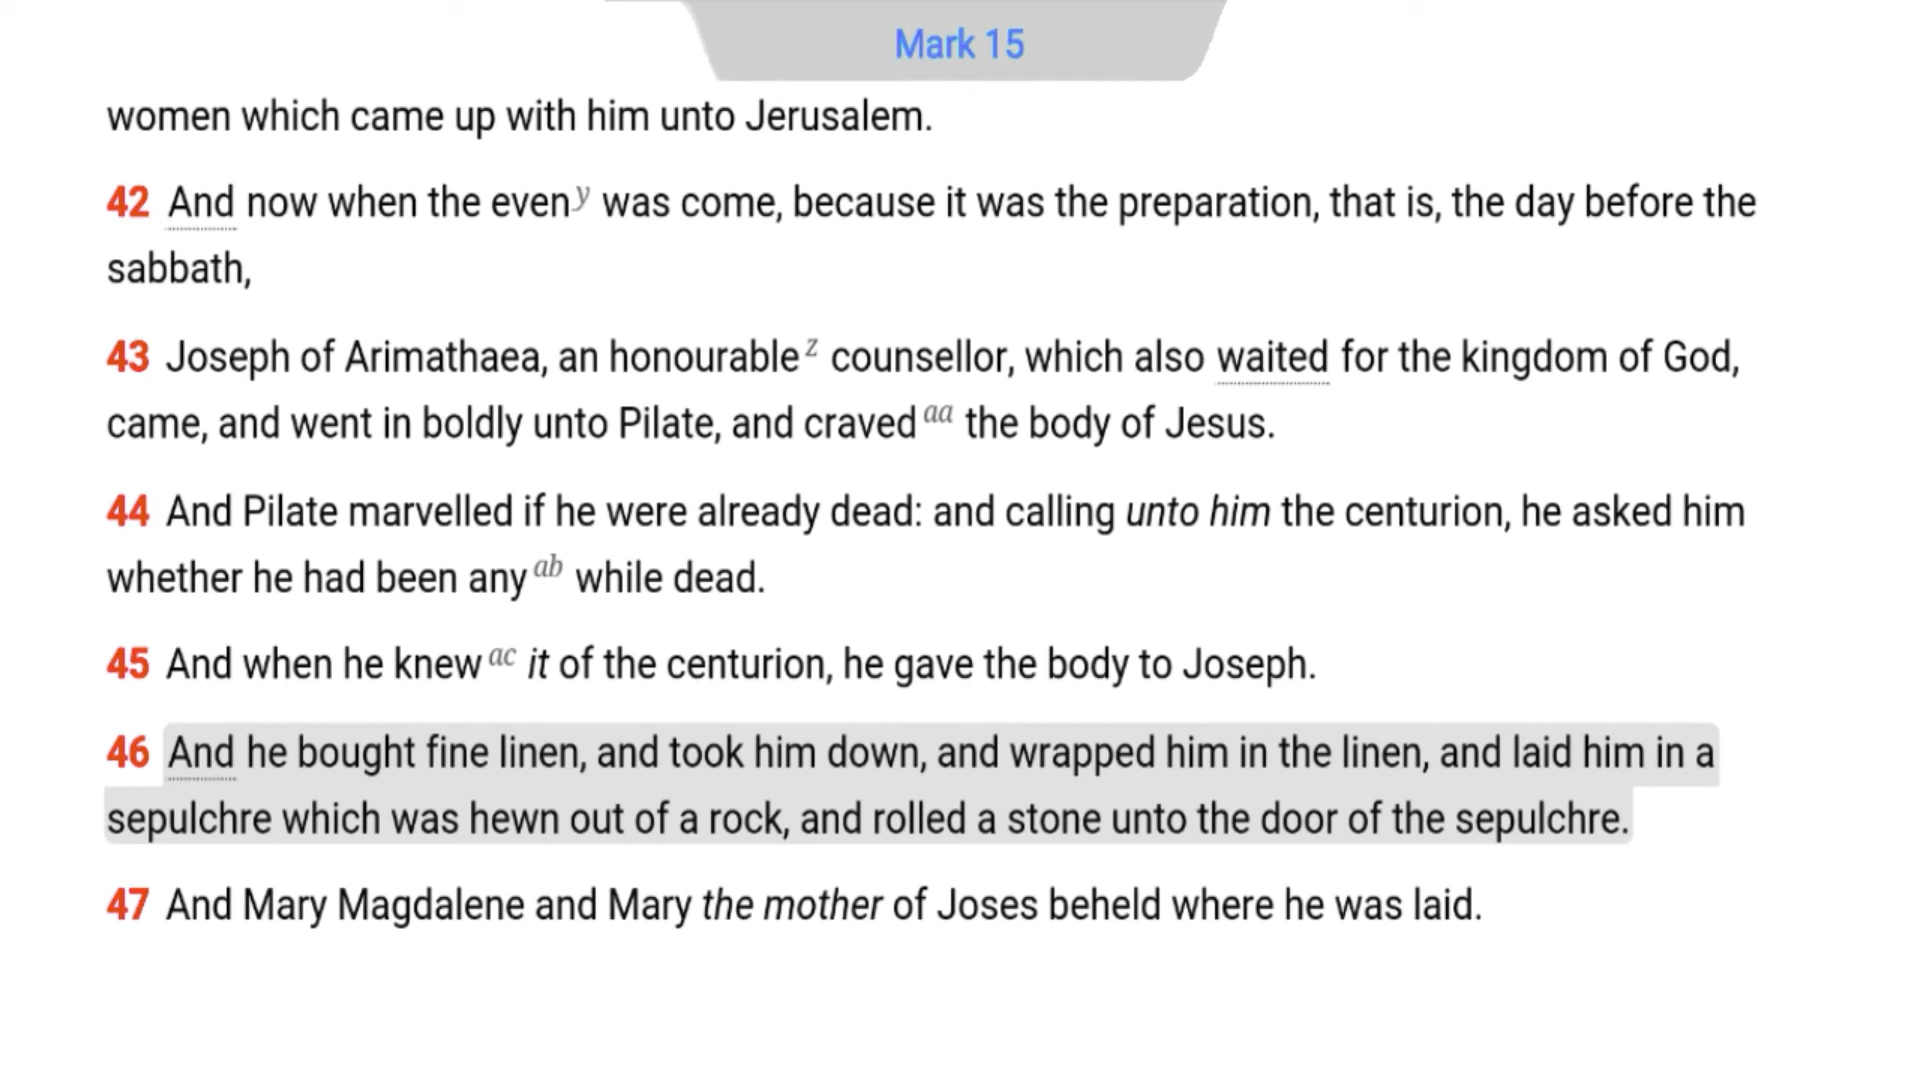 Mark 15
women which came up with him unto Jerusalem.
42 And now when the even y was come, because it was the preparation, that is, the day before the
sabbath,
43 Joseph of Arimathaea, an honourable z counsellor, which also waited for the kingdom of God,
came, and went in boldly unto Pilate, and craved aa the body of Jesus.
44 And Pilate marvelled if he were already dead: and calling unto him the centurion, he asked him
whether he had been any ab while dead.
45 And when he knew ac it of the centurion, he gave the body to Joseph.
46 And he bought fine linen, and took him down, and wrapped him in the linen, and laid him in a
sepulchre which was hewn out of a rock, and rolled a stone unto the door of the sepulchre.
47 And Mary Magdalene and Mary the mother of Joses beheld where he was laid.